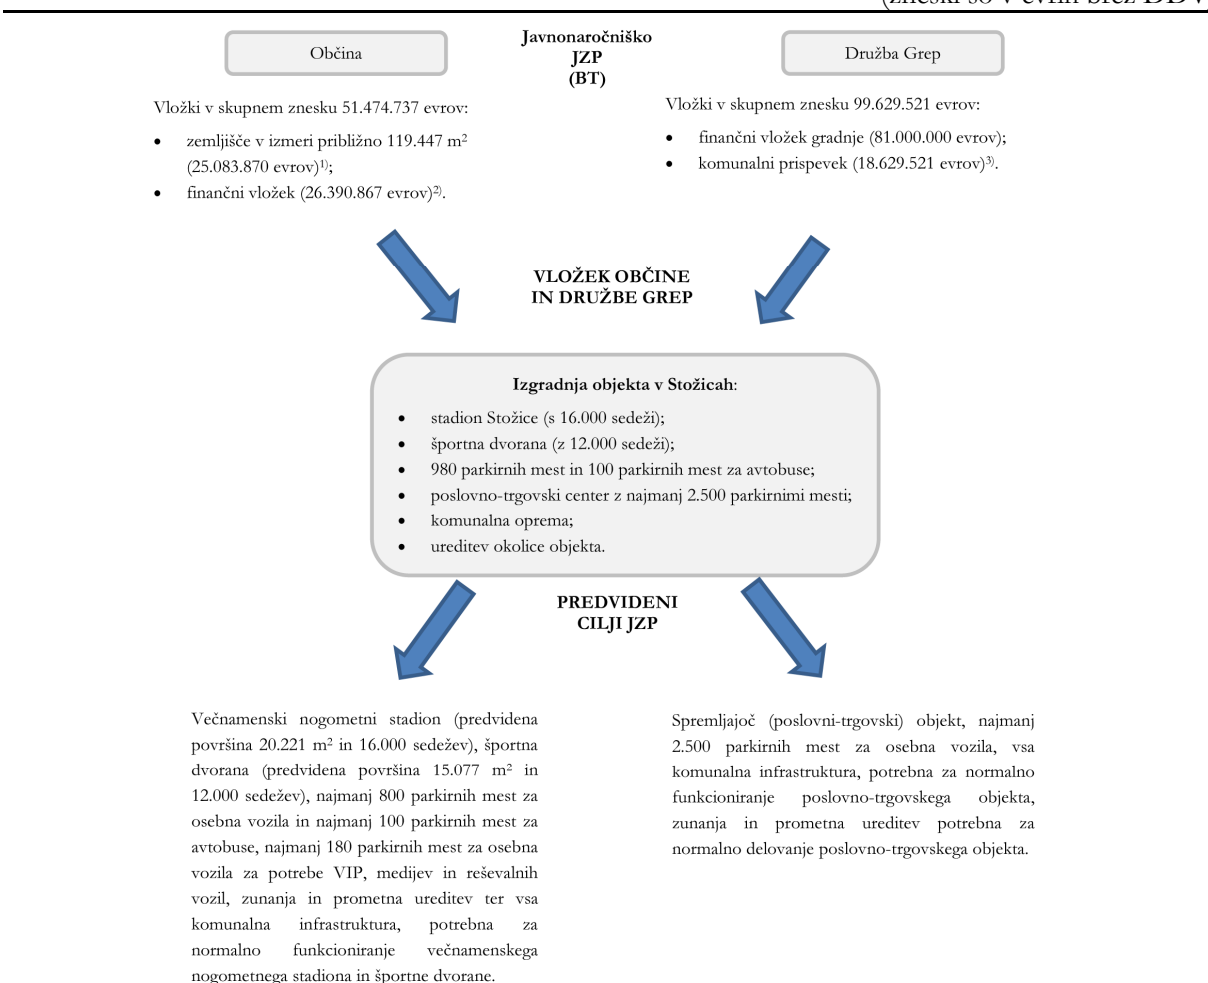 (zneski so v evrih brez DDV)
Občina
Javnonaročniško
JZP
(BT)
Družba Grep
Vložki v skupnem znesku 51.474.737 evrov:
• zemljišče v izmeri približno 119.447 m²
(25.083.870 evrov)¹⁾;
• finančni vložek (26.390.867 evrov)²⁾.
Vložki v skupnem znesku 99.629.521 evrov:
• finančni vložek gradnje (81.000.000 evrov);
• komunalni prispevek (18.629.521 evrov)³⁾.
VLOŽEK OBČINE
IN DRUŽBE GREP
Izgradnja objekta v Stožicah:
• stadion Stožice (s 16.000 sedeži);
• športna dvorana (z 12.000 sedeži);
• 980 parkirnih mest in 100 parkirnih mest za avtobuse;
• poslovno-trgovski center z najmanj 2.500 parkirnimi mesti;
• komunalna oprema;
• ureditev okolice objekta.
PREDVIDENI
CILJI JZP
Večnamenski nogometni stadion (predvidena
površina 20.221 m² in 16.000 sedežev), športna
dvorana (predvidena površina 15.077 m² in
12.000 sedežev), najmanj 800 parkirnih mest za
osebna vozila in najmanj 100 parkirnih mest za
avtobuse, najmanj 180 parkirnih mest za osebna
vozila za potrebe VIP, medijev in reševalnih
vozil, zunanja in prometna ureditev ter vsa
komunalna infrastruktura, potrebna za
normalno funkcioniranje večnamenskega
nogometnega stadiona in športne dvorane.
Spremljajoč (poslovni-trgovski) objekt, najmanj
2.500 parkirnih mest za osebna vozila, vsa
komunalna infrastruktura, potrebna za normalno
funkcioniranje poslovno-trgovskega objekta,
zunanja in prometna ureditev potrebna za
normalno delovanje poslovno-trgovskega objekta.